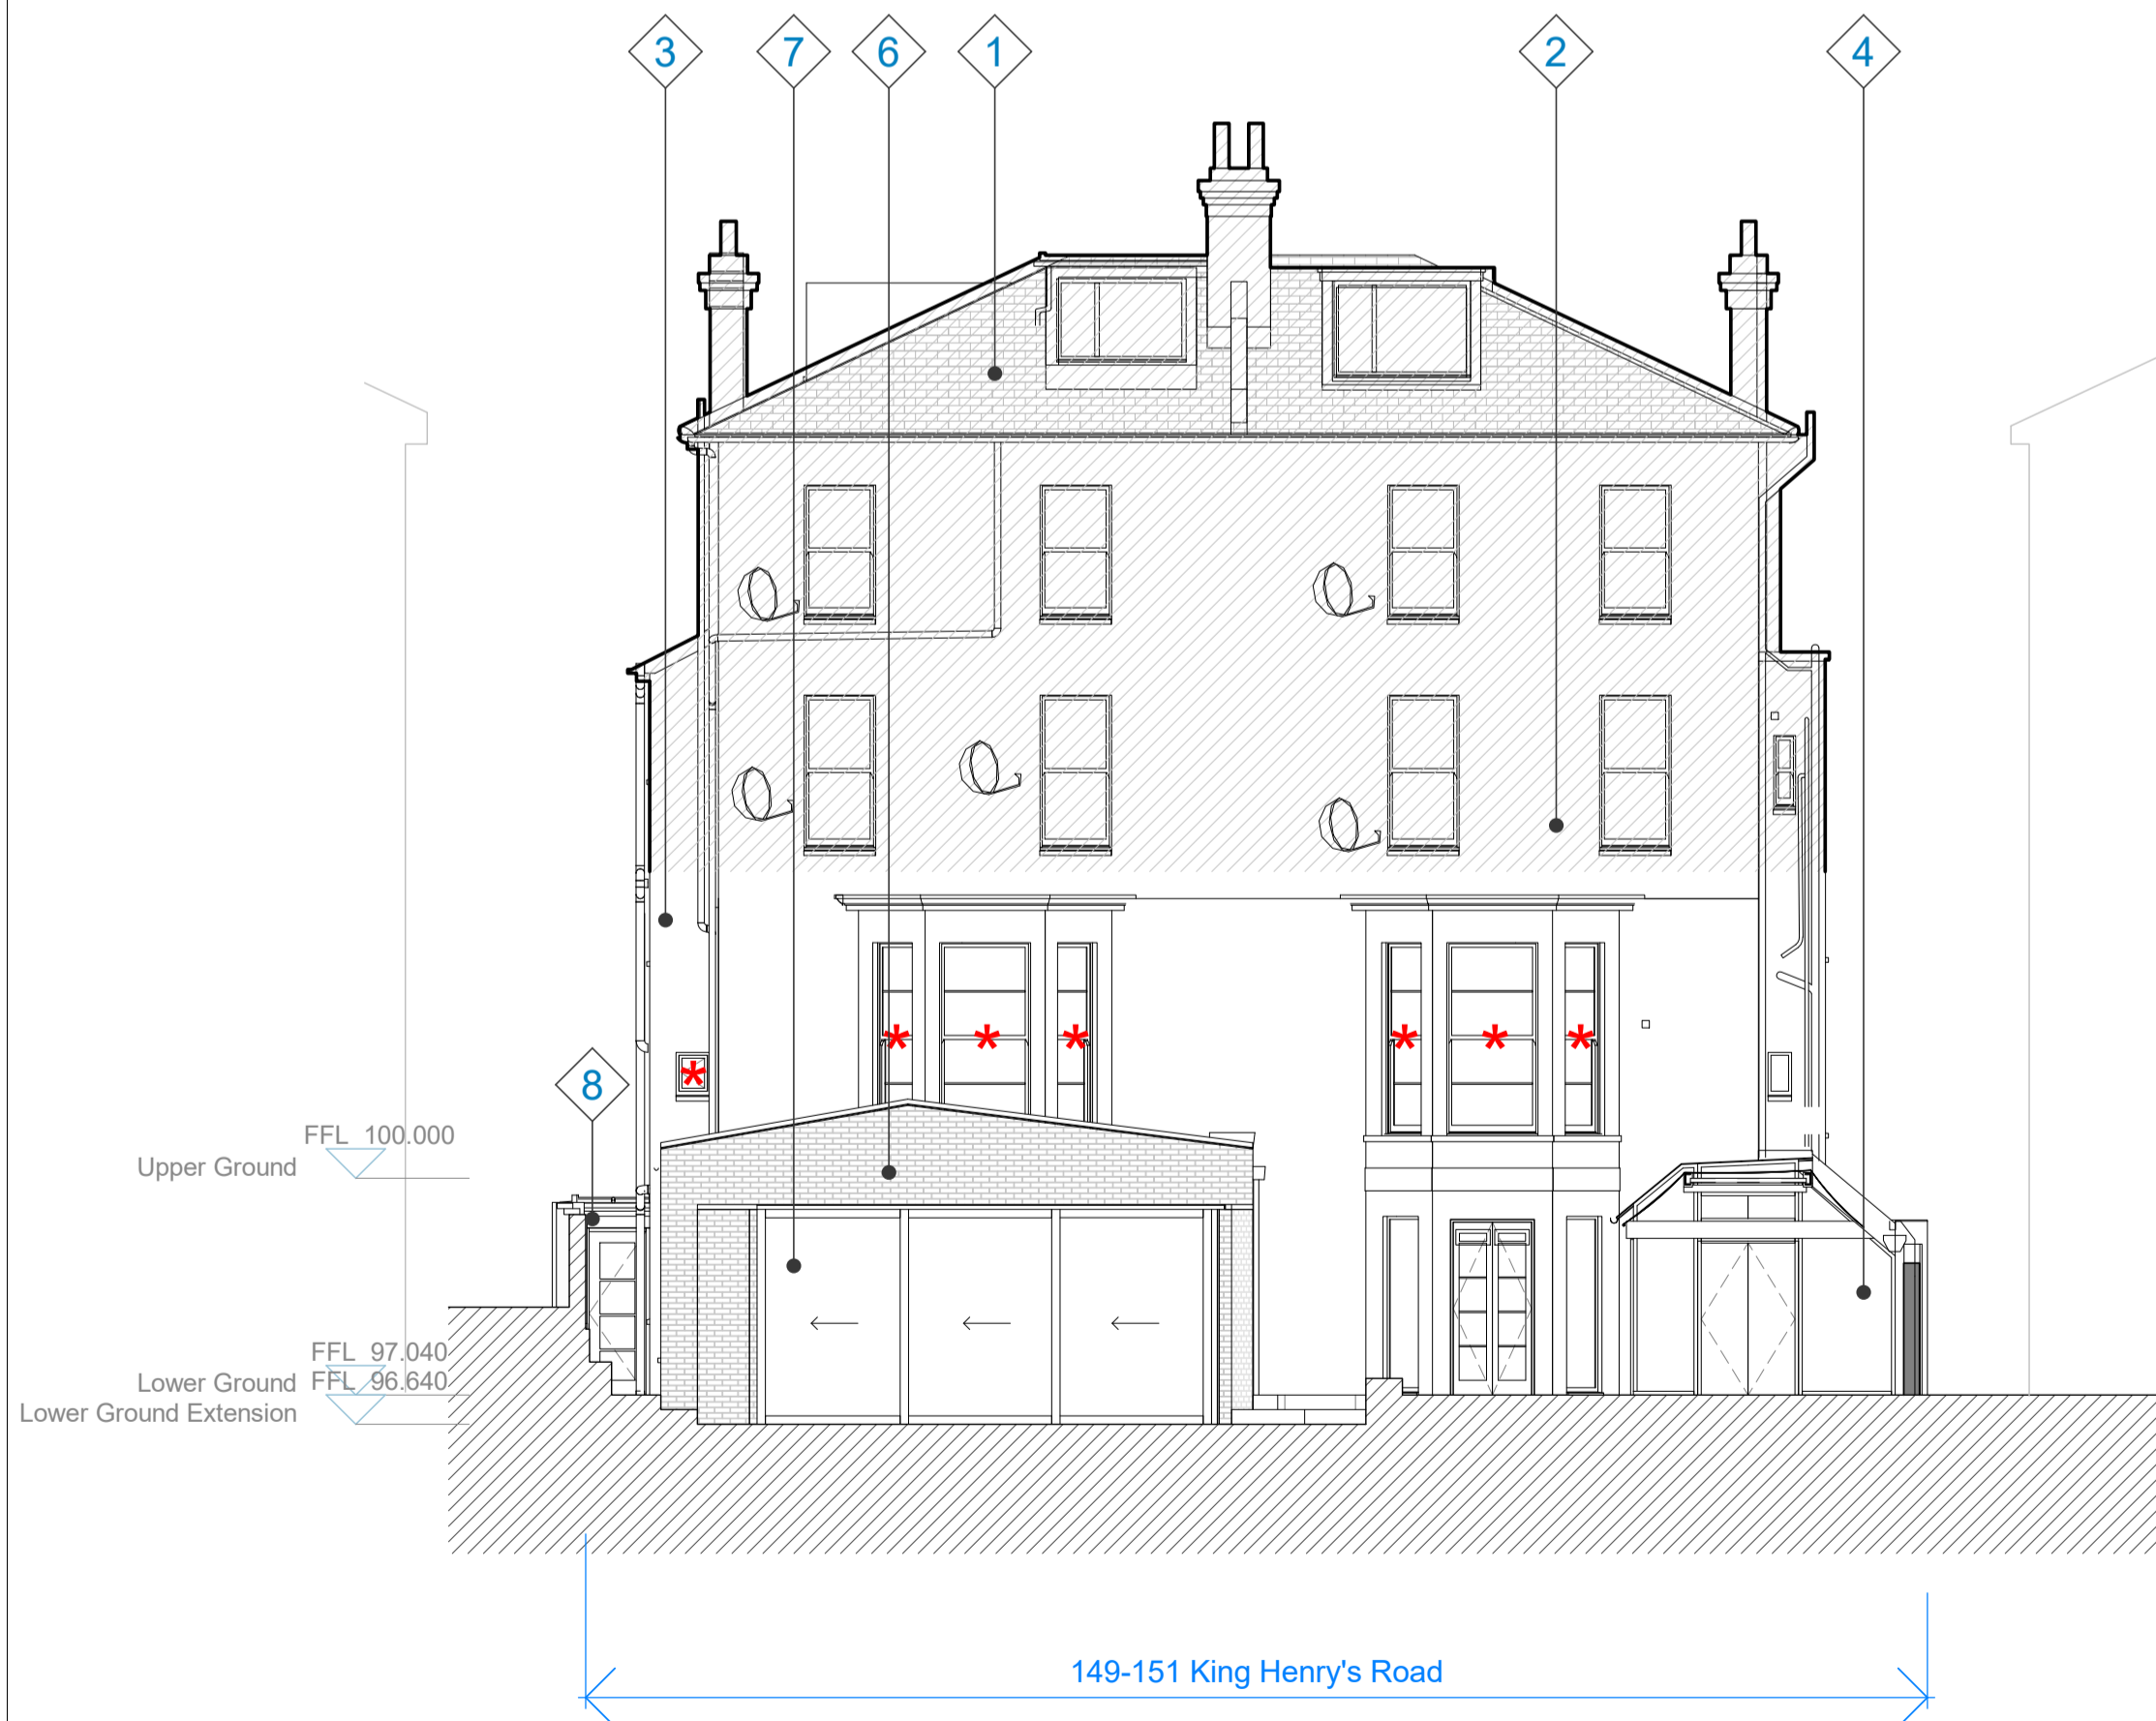 3 7 6 1 2 4
* * * * * *
*
8
FFL 100.000
Upper Ground
FFL 97.040
Lower Ground FFL 96.640
Lower Ground Extension
149-151 King Henry's Road